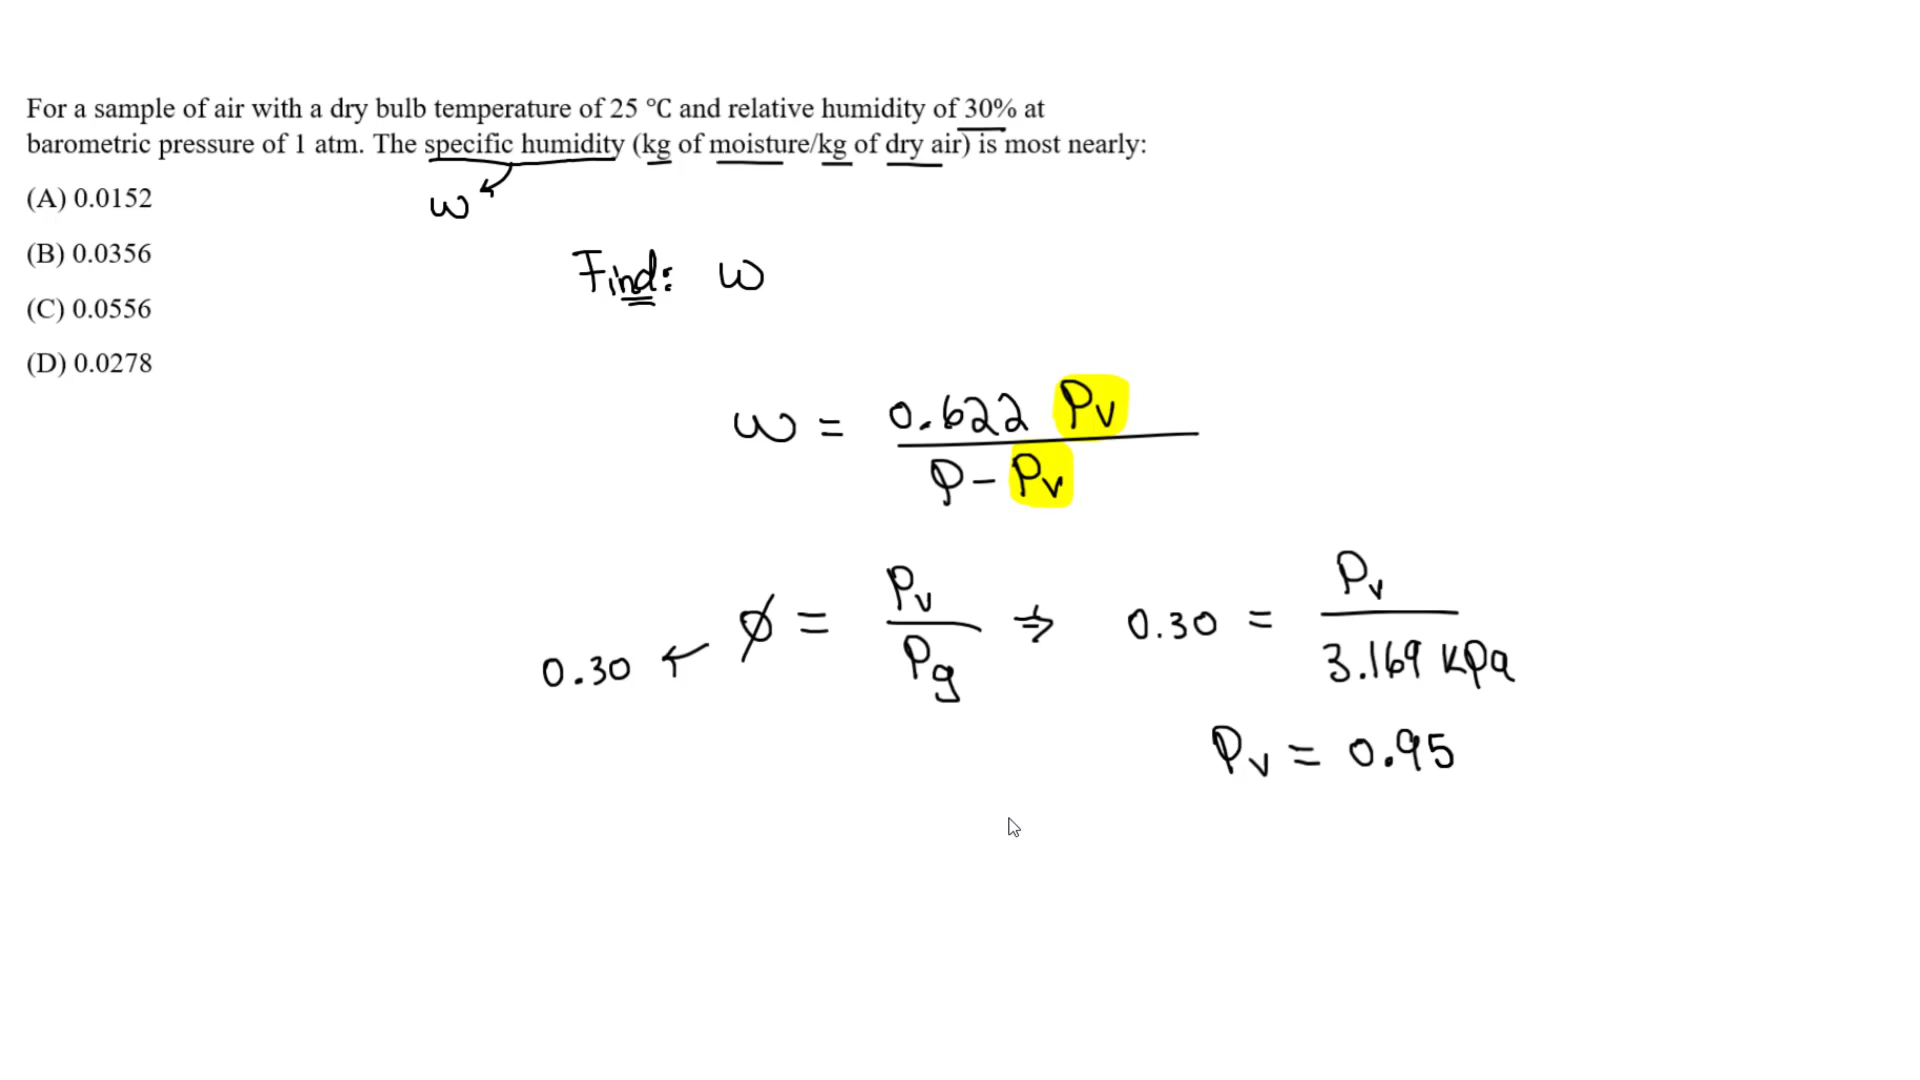 For a sample of air with a dry bulb temperature of 25 °C and relative humidity of 30% at
barometric pressure of 1 atm. The specific humidity (kg of moisture/kg of dry air) is most nearly:
(A) 0.0152
ω
(B) 0.0356
Find: ω
(C) 0.0556
(D) 0.0278
ω = 0.622 Pv / P - Pv
0.30 ← ø = Pv / Pg ⇒ 0.30 = Pv / 3.169 kPa
Pv = 0.95